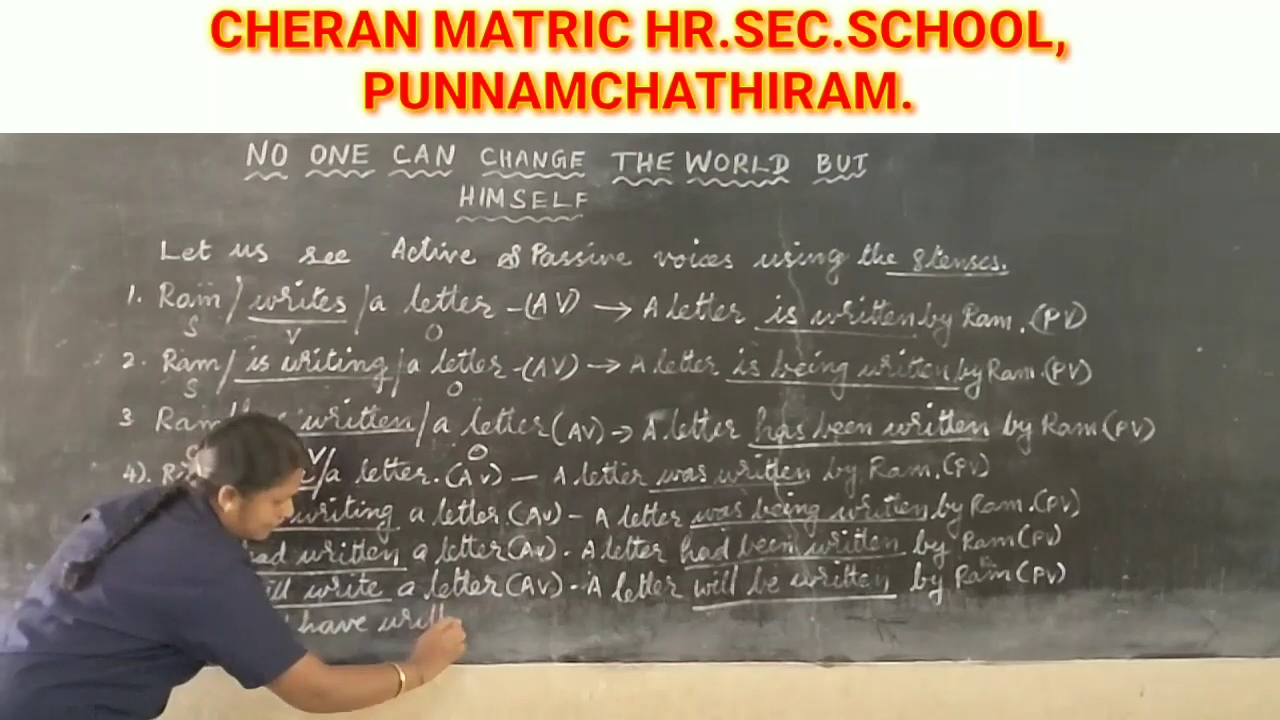 CHERAN MATRIC HR.SEC.SCHOOL,
PUNNAMCHATHIRAM.
NO ONE CAN CHANGE THE WORLD BUT
HIMSELF
Let us see Active & Passive voices using the 8 tenses.
1. Ram / writes / a letter - (AV) → A letter is written by Ram. (PV)
S V O
2. Ram / is writing / a letter - (AV) → A letter is being written by Ram. (PV)
S O
3 Ram written / a letter (AV) → A letter has been written by Ram. (PV)
V O
4). /a letter. (AV) — A letter was written by Ram. (PV)
writing a letter. (AV) - A letter was being written by Ram. (PV)
had written a letter (AV) - A letter had been written by Ram (PV)
write a letter (AV) - A letter will be written by Ram (PV)
have